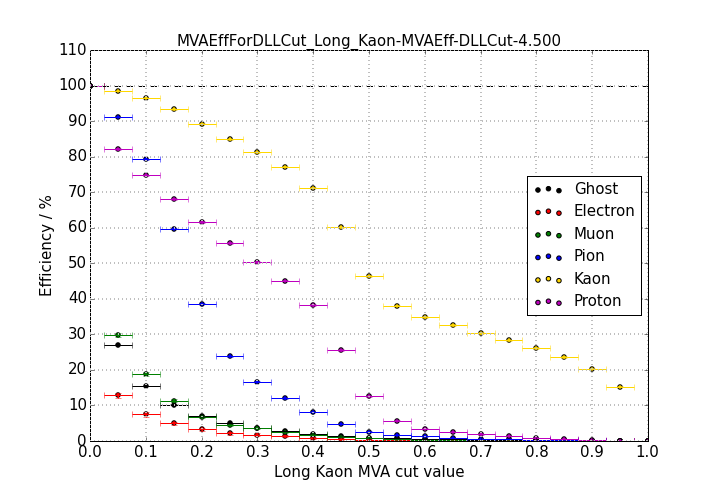 MVAEffForDLLCut_Long_Kaon-MVAEff-DLLCut-4.500
110
100
90
80
70
60
50
40
30
20
10
0
Efficiency / %
Ghost
Electron
Muon
Pion
Kaon
Proton
0.0 0.1 0.2 0.3 0.4 0.5 0.6 0.7 0.8 0.9 1.0
Long Kaon MVA cut value